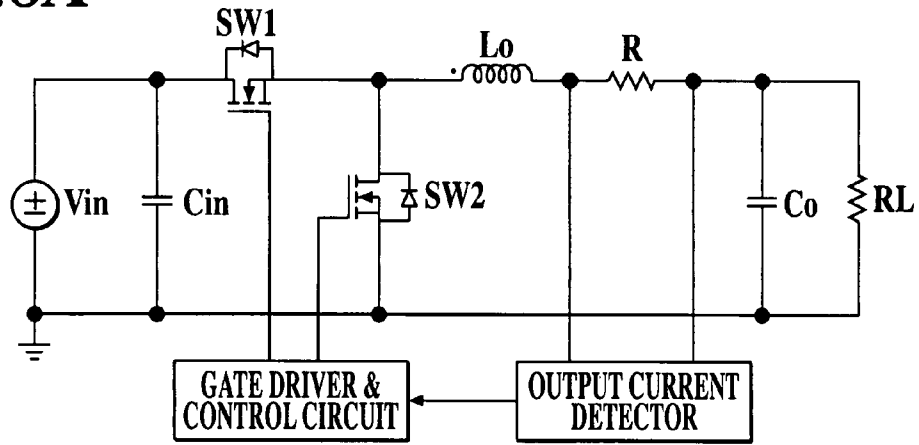 SW1
Lo
R
Vin
Cin
SW2
Co
RL
GATE DRIVER &
CONTROL CIRCUIT
OUTPUT CURRENT
DETECTOR